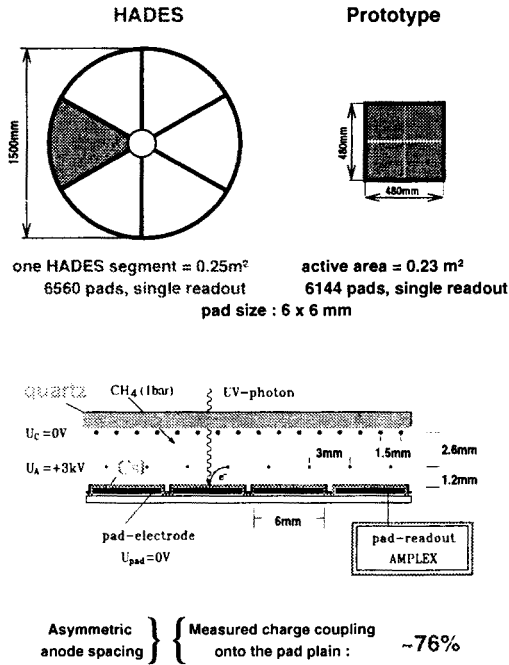 HADES
Prototype
1500mm
480mm
480mm
one HADES segment = 0.25m²
6560 pads, single readout
active area = 0.23 m²
6144 pads, single readout
pad size : 6 x 6 mm
quartz
CH₄ (1bar)
UV-photon
U_C=0V
1.5mm
2.6mm
3mm
U_A=+3kV
CsI
e⁻
1.2mm
6mm
pad-electrode
U_pad=0V
pad-readout
AMPLEX
Asymmetric
anode spacing
Measured charge coupling
onto the pad plain :
~76%